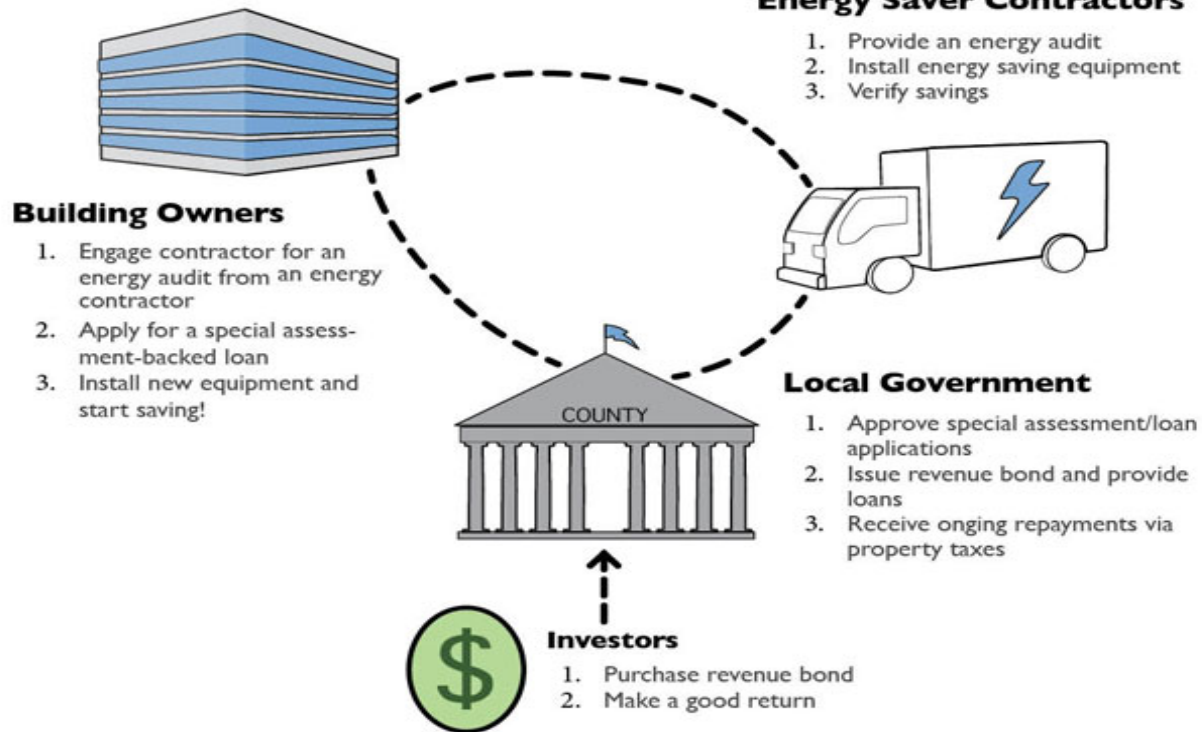 Energy Saver Contractors
1. Provide an energy audit
2. Install energy saving equipment
3. Verify savings
Building Owners
1. Engage contractor for an
energy audit from an energy
contractor
2. Apply for a special assess-
ment-backed loan
3. Install new equipment and
start saving!
COUNTY
Local Government
1. Approve special assessment/loan
applications
2. Issue revenue bond and provide
loans
3. Receive ongoing repayments via
property taxes
Investors
1. Purchase revenue bond
2. Make a good return
$